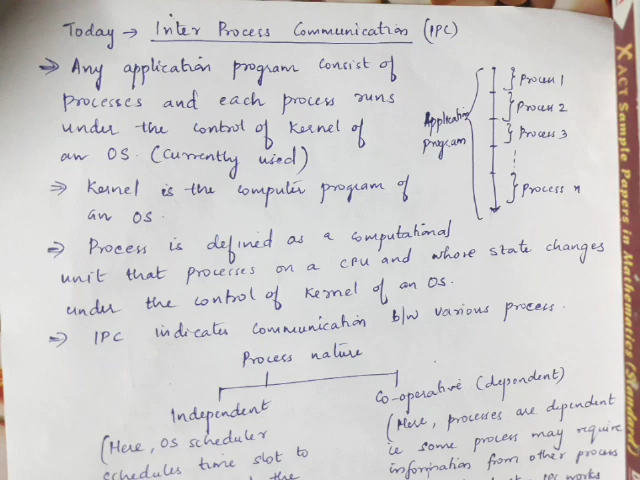 Today → Inter Process Communication (IPC)
⇒ Any application program consist of
processes and each process runs
under the control of kernel of
an OS. (currently used)
Application
program
} Process 1
} Process 2
} Process 3
} Process n
⇒ Kernel is the computer program of
an OS.
⇒ Process is defined as a computational
unit that processes on a CPU and whose state changes
under the control of kernel of an OS.
⇒ IPC indicates communication b/w various process.
Process nature
Independent
(Here, OS scheduler
schedules time slot to
the
Co-operative (dependent)
(Here, processes are dependent
ie some process may require
information from other process
IPC works
XACT Sample Papers in Mathematics (Standard)